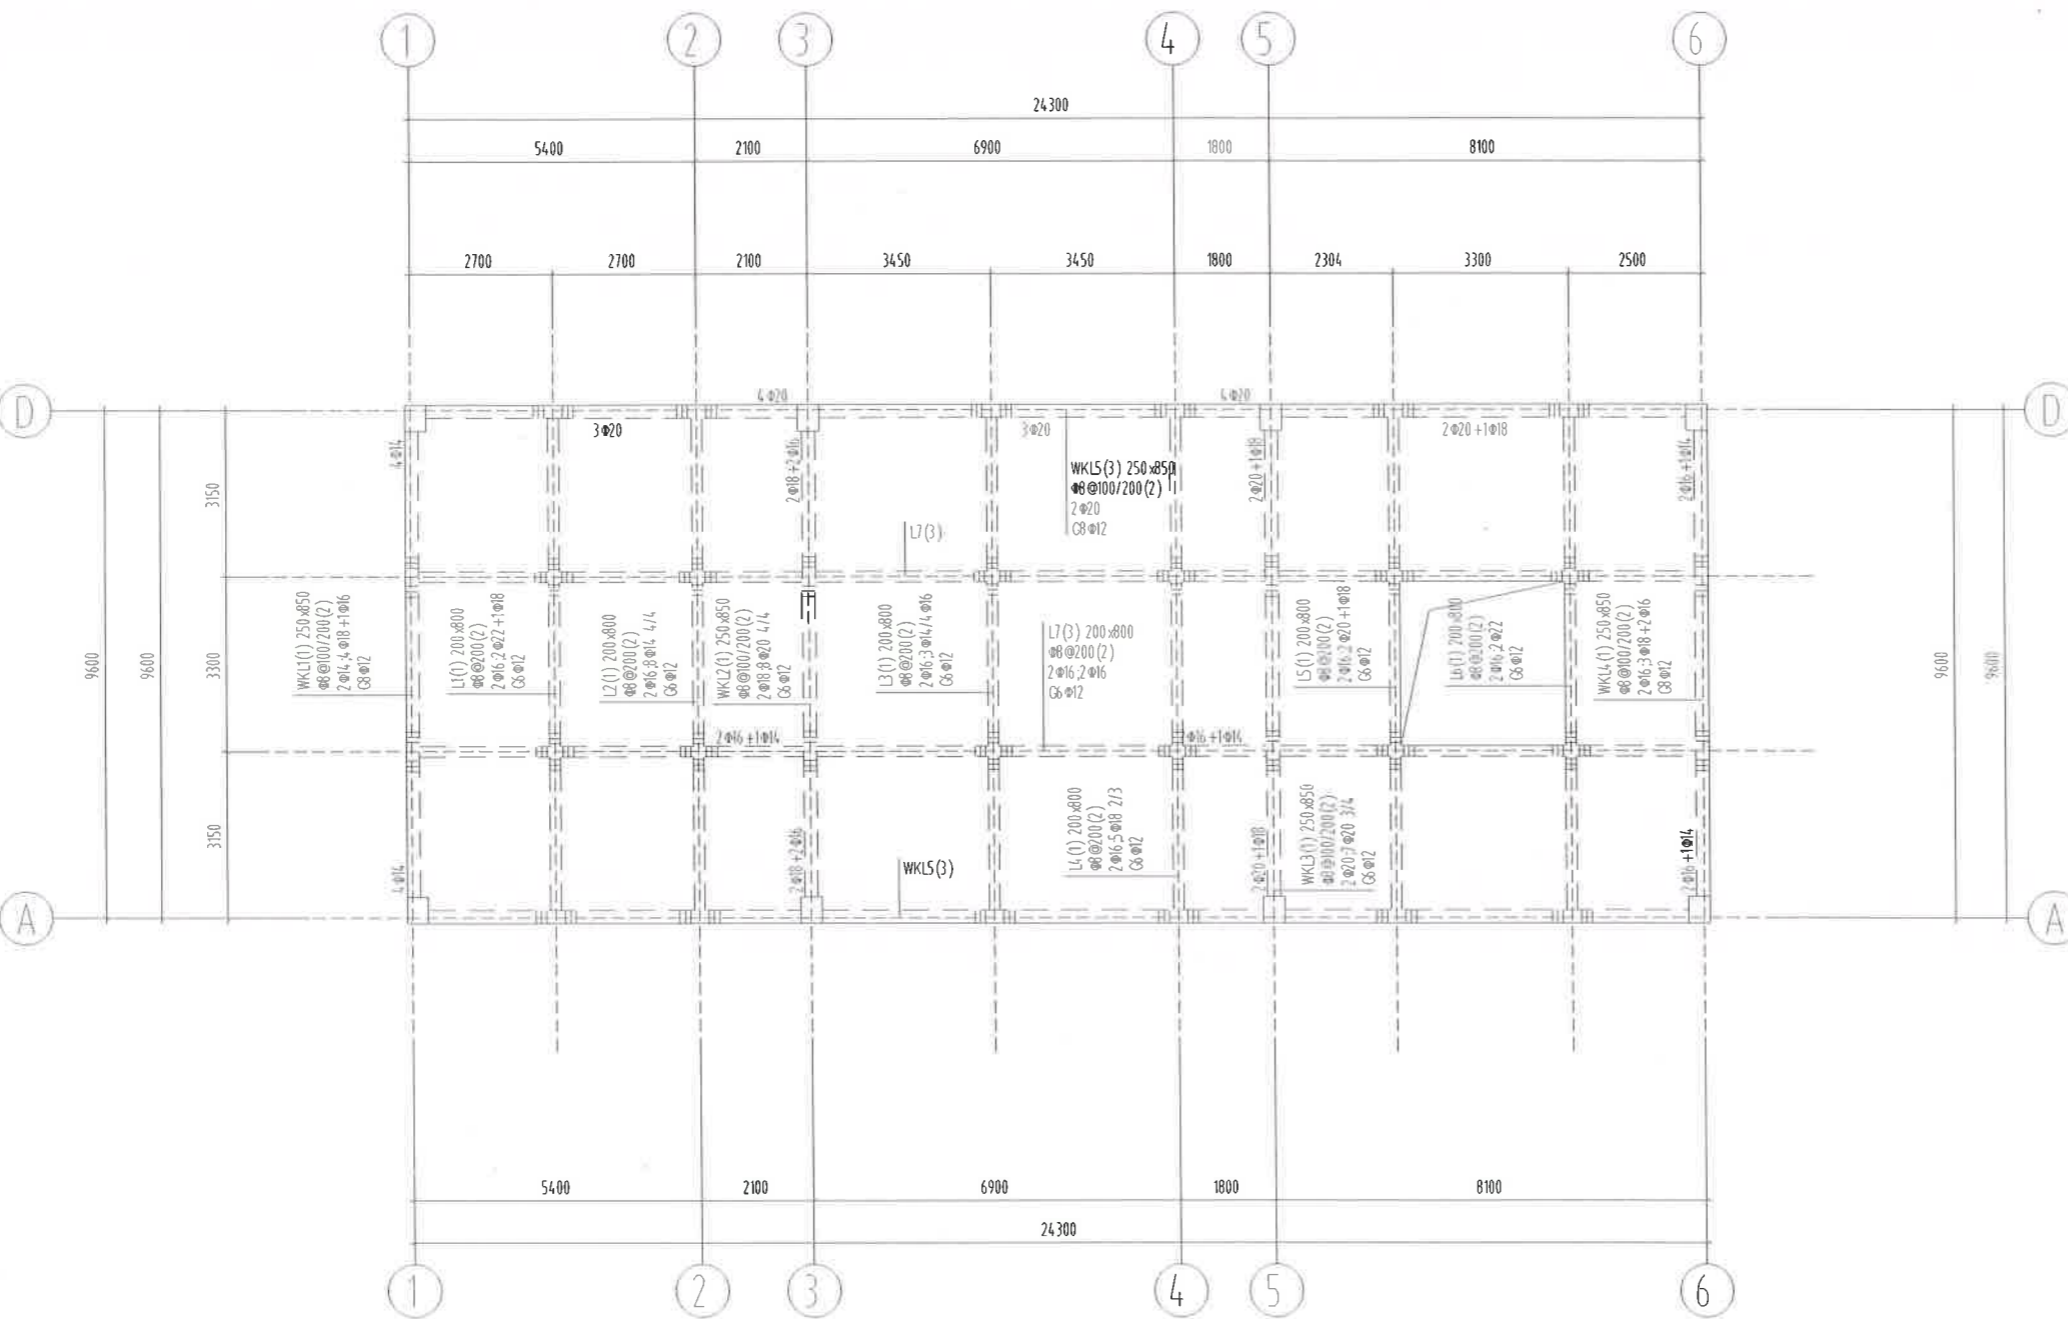 1 2 3 4 5 6
24300
5400 2100 6900 1800 8100
2700 2700 2100 3450 3450 1800 2304 3300 2500
4Φ20 4Φ20
D D
3Φ20 3Φ20 2Φ20+1Φ18
4Φ14
2Φ18+2Φ16
2Φ20+1Φ18
2Φ16+1Φ14
WKL5(3) 250x850
Φ8@100/200(2)
2Φ20
G8Φ12
L7(3)
3150
3300
3150
9600
9600
9600
9600
WKL1(1) 250x850
Φ8@100/200(2)
2Φ14;4Φ18+1Φ16
G8Φ12
L1(1) 200x800
Φ8@200(2)
2Φ16;2Φ22+1Φ18
G6Φ12
L2(1) 200x800
Φ8@200(2)
2Φ16;8Φ14 4/4
G6Φ12
WKL2(1) 250x850
Φ8@100/200(2)
2Φ18;8Φ20 4/4
G6Φ12
L3(1) 200x800
Φ8@200(2)
2Φ16;3Φ14/4Φ16
G6Φ12
L7(3) 200x800
Φ8@200(2)
2Φ16;2Φ16
G6Φ12
L5(1) 200x800
Φ8@200(2)
2Φ16;2Φ20+1Φ18
G6Φ12
L6(1) 200x800
Φ8@200(2)
2Φ16;2Φ22
G6Φ12
WKL4(1) 250x850
Φ8@100/200(2)
2Φ16;3Φ18+2Φ16
G8Φ12
2Φ16+1Φ14
Φ16+1Φ14
L4(1) 200x800
Φ8@200(2)
2Φ16;5Φ18 2/3
G6Φ12
WKL3(1) 250x850
Φ8@100/200(2)
2Φ20;7Φ20 3/4
G6Φ12
4Φ14
2Φ18+2Φ16
2Φ20+1Φ18
2Φ16+1Φ14
WKL5(3)
A A
5400 2100 6900 1800 8100
24300
1 2 3 4 5 6